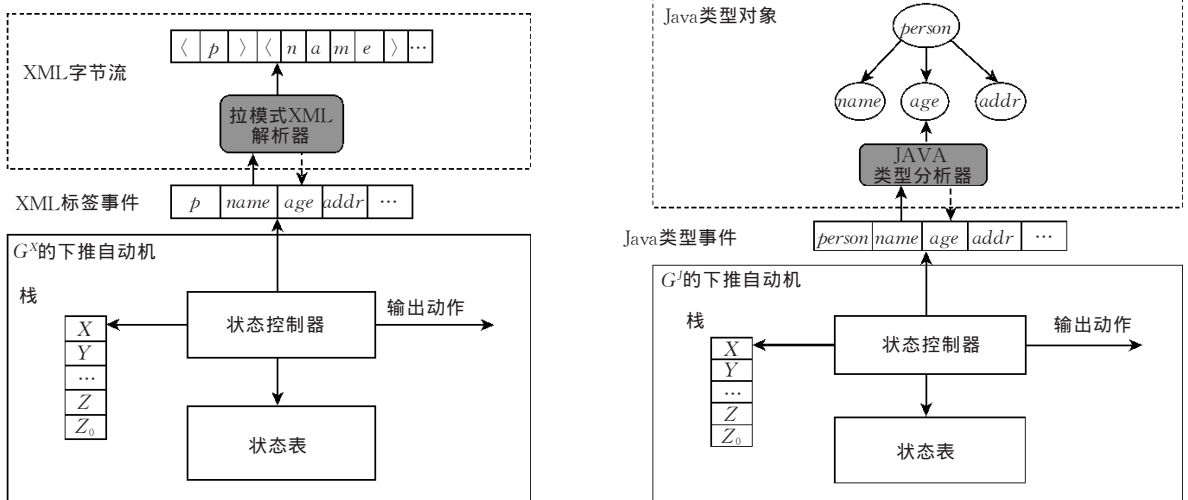 〈 p 〉 〈 n a m e 〉 …
XML字节流
拉模式XML
解析器
XML标签事件
p name age addr …
G^X的下推自动机
栈
X
Y
…
Z
Z₀
状态控制器
输出动作
状态表
Java类型对象
person
name age addr
JAVA
类型分析器
Java类型事件
person name age addr …
G^J的下推自动机
栈
X
Y
…
Z
Z₀
状态控制器
输出动作
状态表